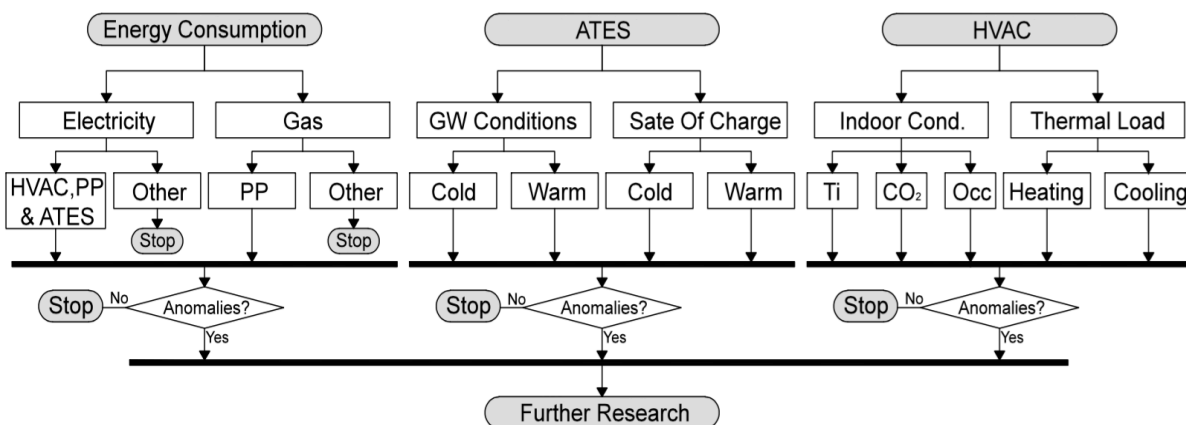 Energy Consumption
ATES
HVAC
Electricity
Gas
GW Conditions
Sate Of Charge
Indoor Cond.
Thermal Load
HVAC,PP
& ATES
Other
PP
Other
Cold
Warm
Cold
Warm
Ti
CO₂
Occ
Heating
Cooling
Stop
Stop
Stop
No
Anomalies?
Yes
Stop
No
Anomalies?
Yes
Stop
No
Anomalies?
Yes
Further Research